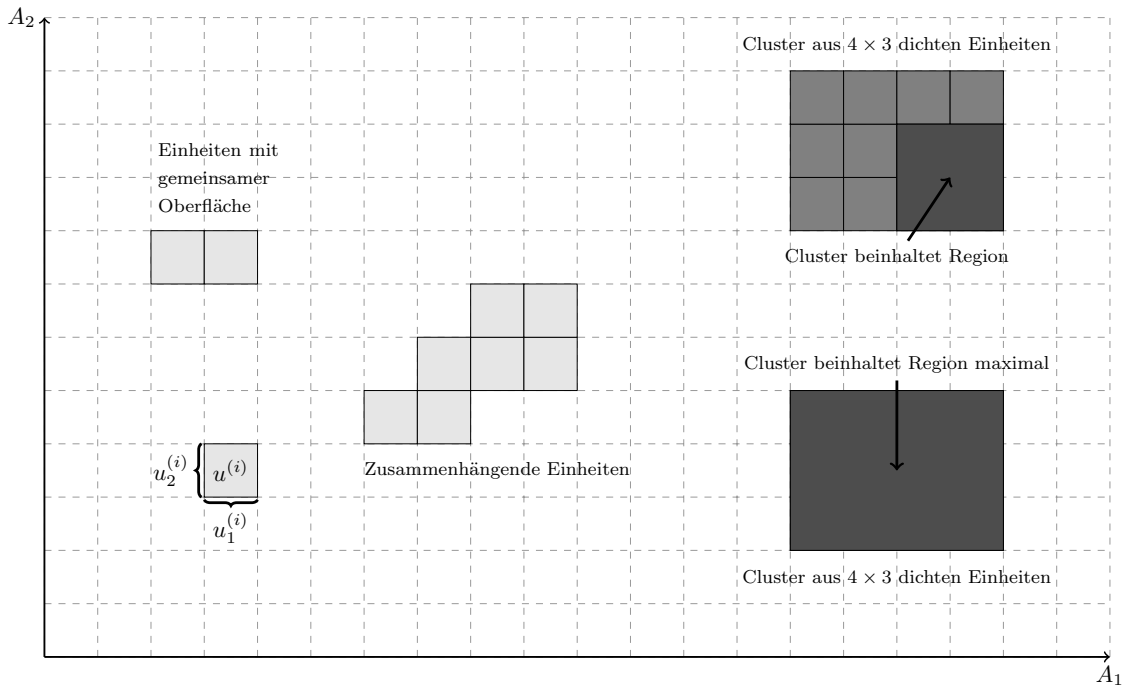 A₂
Cluster aus 4 × 3 dichten Einheiten
Einheiten mit
gemeinsamer
Oberfläche
Cluster beinhaltet Region
Cluster beinhaltet Region maximal
u₂⁽ⁱ⁾
u⁽ⁱ⁾
Zusammenhängende Einheiten
u₁⁽ⁱ⁾
Cluster aus 4 × 3 dichten Einheiten
A₁